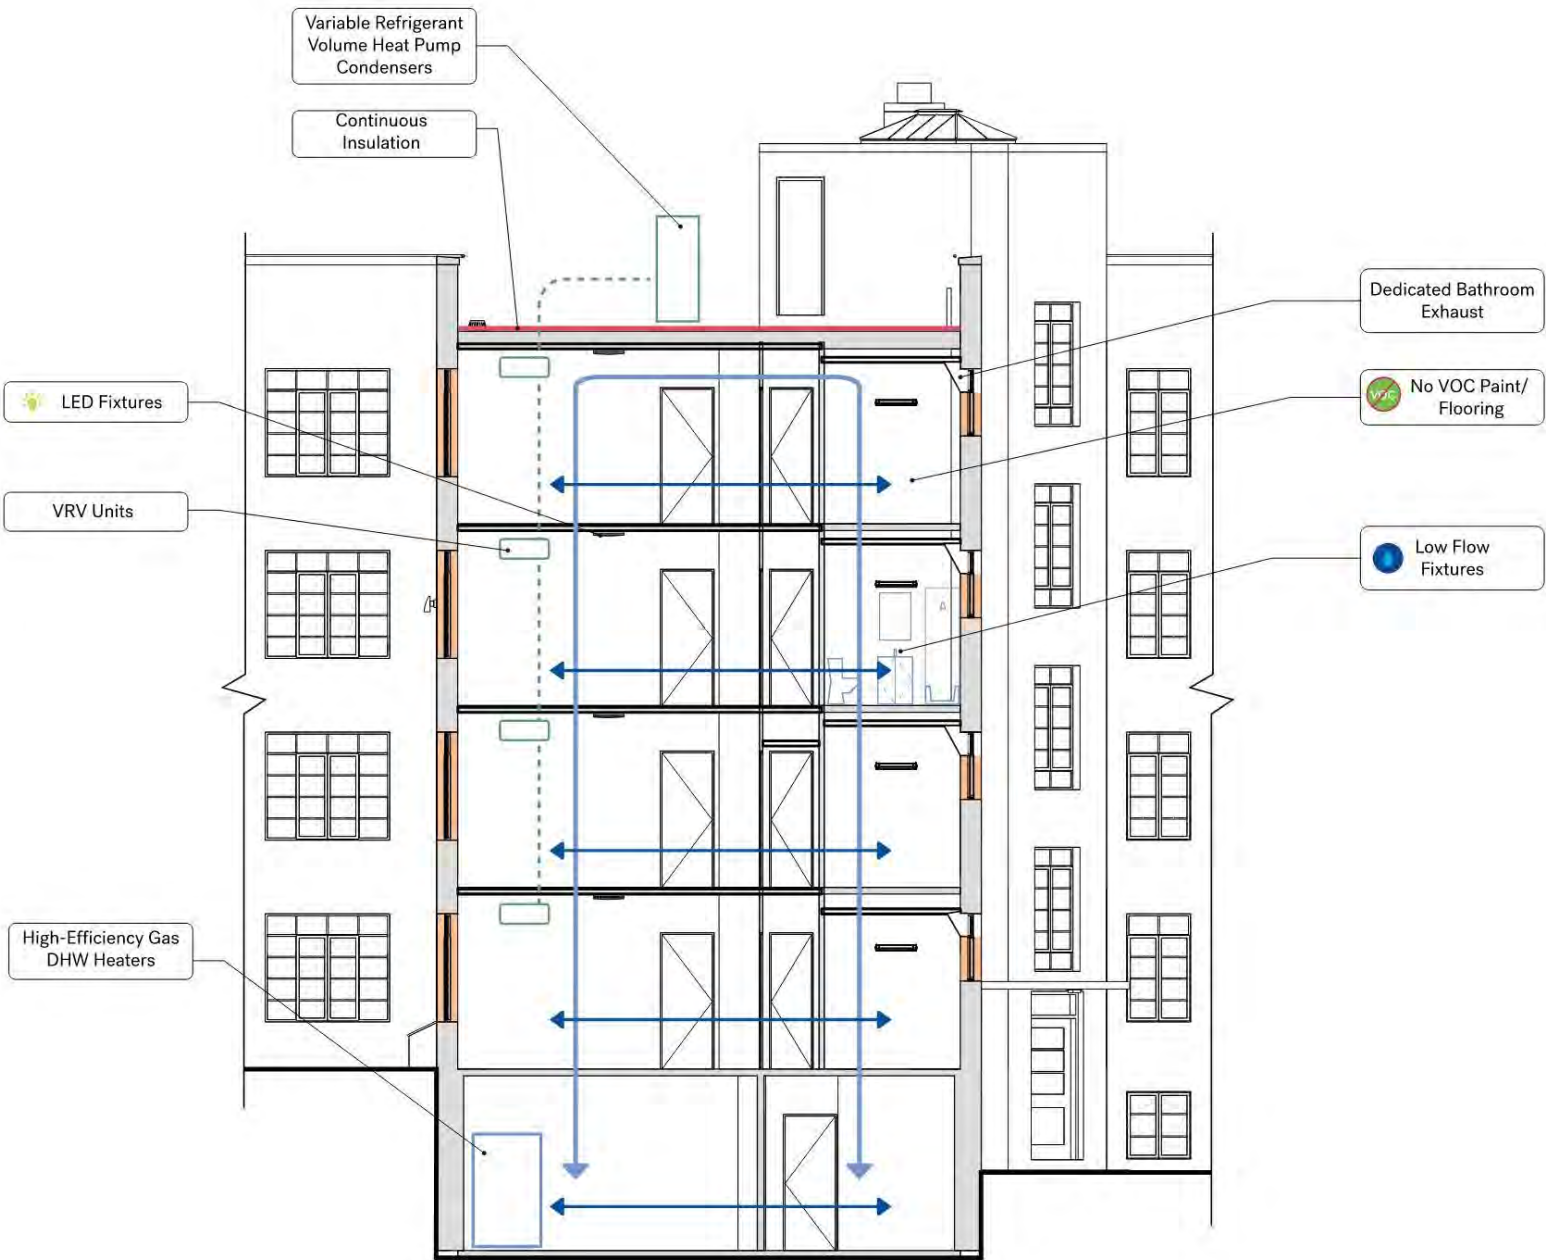 Variable Refrigerant
Volume Heat Pump
Condensers
Continuous
Insulation
LED Fixtures
VRV Units
High-Efficiency Gas
DHW Heaters
Dedicated Bathroom
Exhaust
VOC
No VOC Paint/
Flooring
Low Flow
Fixtures
A